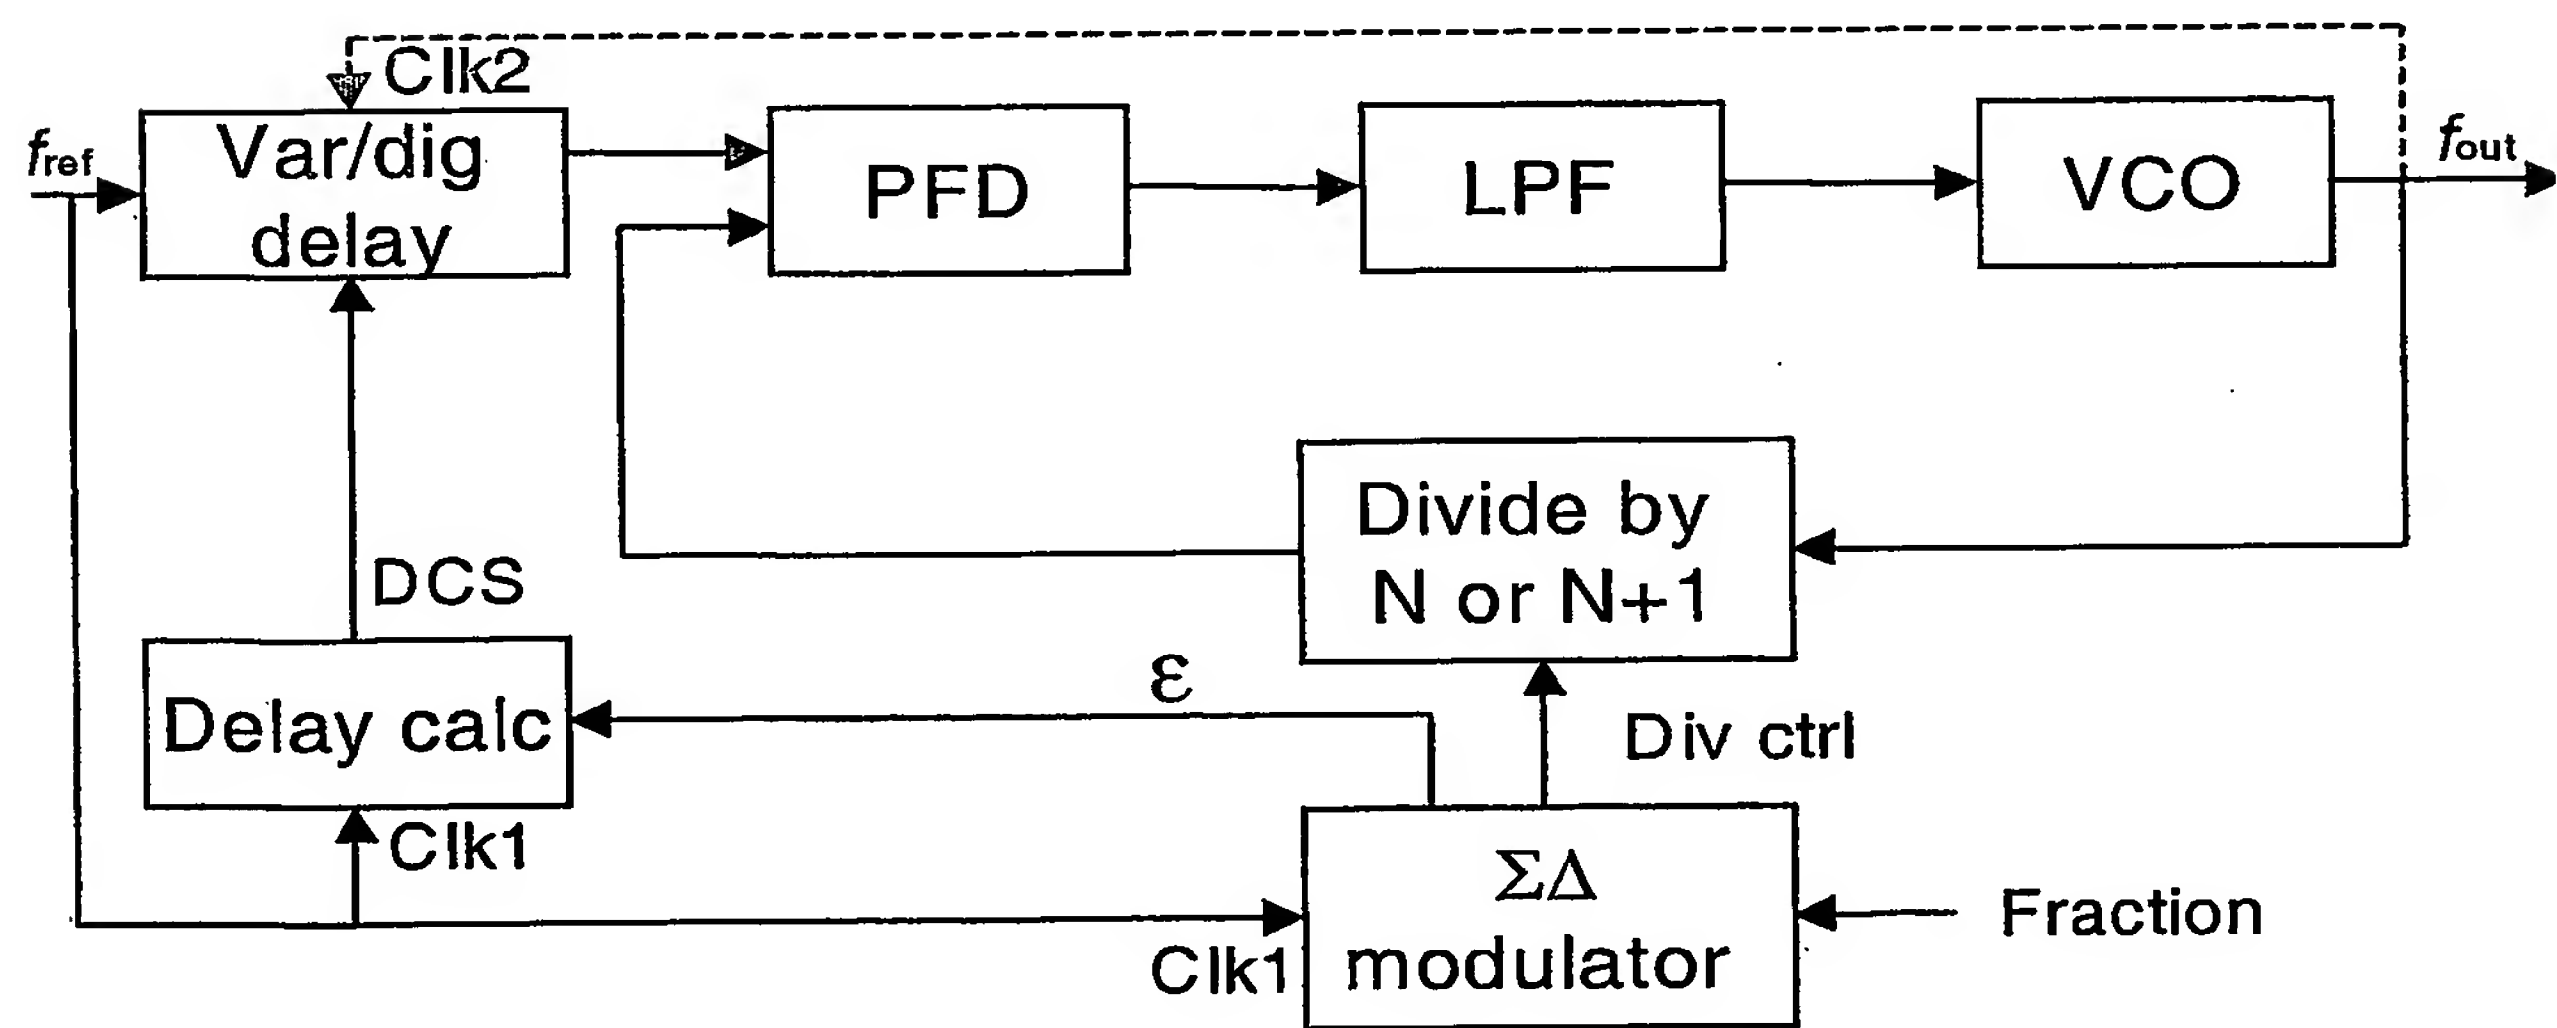 Clk2
fref
Var/dig
delay
PFD
LPF
VCO
fout
Divide by
N or N+1
DCS
ε
Delay calc
Div ctrl
Clk1
ΣΔ
modulator
Clk1
Fraction